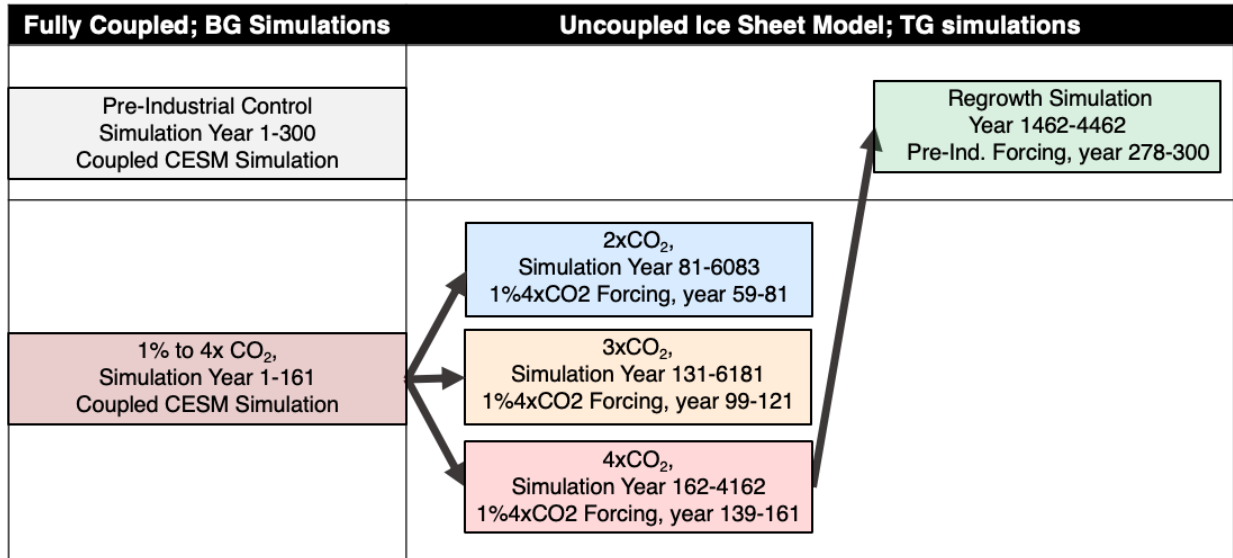 Fully Coupled; BG Simulations
Uncoupled Ice Sheet Model; TG simulations
Pre-Industrial Control
Simulation Year 1-300
Coupled CESM Simulation
Regrowth Simulation
Year 1462-4462
Pre-Ind. Forcing, year 278-300
1% to 4x CO₂,
Simulation Year 1-161
Coupled CESM Simulation
2xCO₂,
Simulation Year 81-6083
1%4xCO2 Forcing, year 59-81
3xCO₂,
Simulation Year 131-6181
1%4xCO2 Forcing, year 99-121
4xCO₂,
Simulation Year 162-4162
1%4xCO2 Forcing, year 139-161